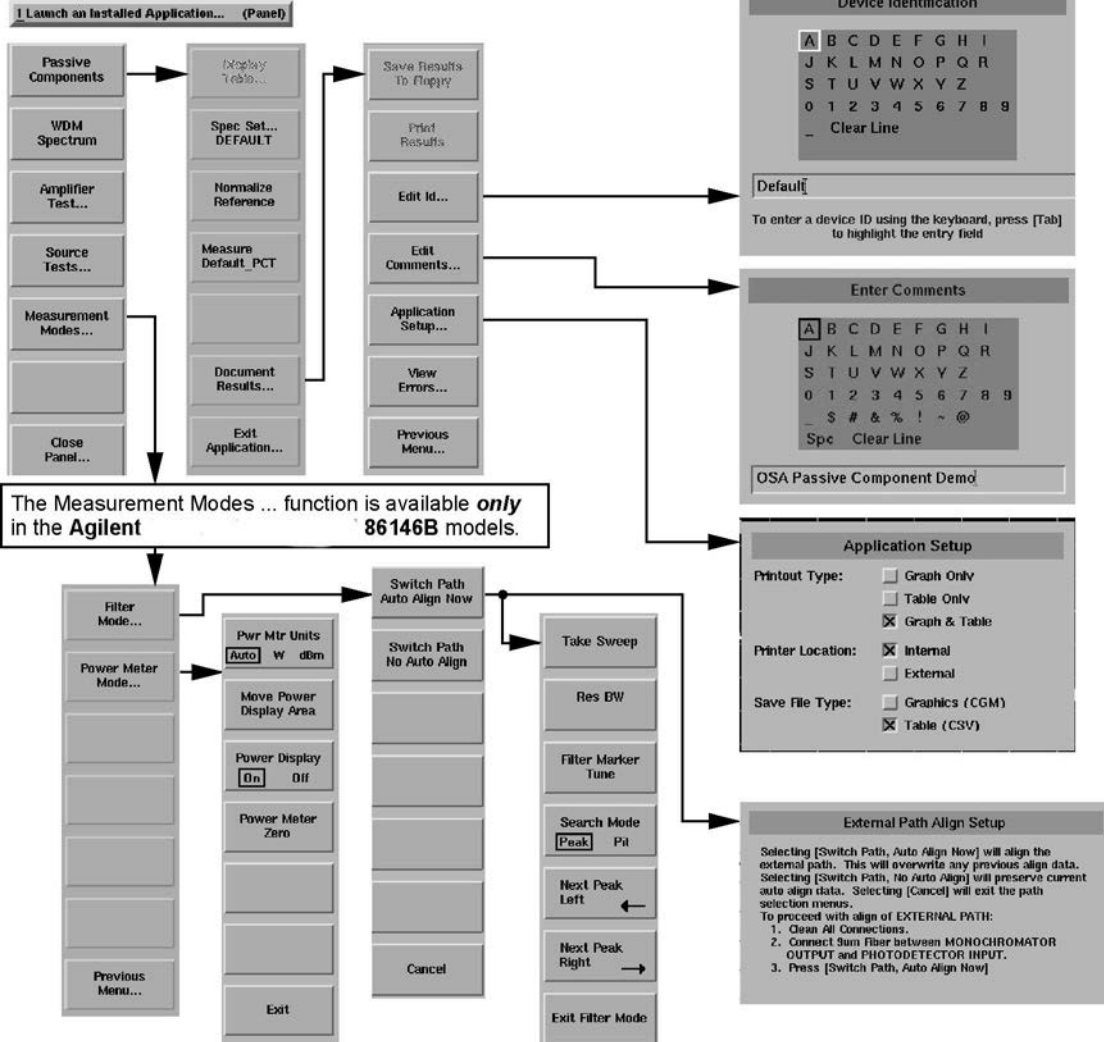 1 Launch an Installed Application... (Panel)
Passive
Components
WDM
Spectrum
Amplifier
Test...
Source
Tests...
Measurement
Modes...
Close
Panel...
Display
Table...
Spec Set...
DEFAULT
Normalize
Reference
Measure
Default_PCT
Document
Results...
Exit
Application...
Save Results
To Floppy
Print
Results
Edit Id...
Edit
Comments...
Application
Setup...
View
Errors...
Previous
Menu...
Device Identification
A B C D E F G H I
J K L M N O P Q R
S T U V W X Y Z
0 1 2 3 4 5 6 7 8 9
_ Clear Line
Default
To enter a device ID using the keyboard, press [Tab]
to highlight the entry field
Enter Comments
A B C D E F G H I
J K L M N O P Q R
S T U V W X Y Z
0 1 2 3 4 5 6 7 8 9
_ $ # & % ! ~ @
Spc Clear Line
OSA Passive Component Demo
The Measurement Modes ... function is available only
in the Agilent 86146B models.
Application Setup
Printout Type: Graph Only
Table Only
Graph & Table
Printer Location: Internal
External
Save File Type: Graphics (CGM)
Table (CSV)
Filter
Mode...
Power Meter
Mode...
Previous
Menu...
Pwr Mtr Units
Auto W dBm
Move Power
Display Area
Power Display
On Off
Power Meter
Zero
Exit
Switch Path
Auto Align Now
Switch Path
No Auto Align
Cancel
Take Sweep
Res BW
Filter Marker
Tune
Search Mode
Peak Pit
Next Peak
Left
Next Peak
Right
Exit Filter Mode
External Path Align Setup
Selecting [Switch Path, Auto Align Now] will align the
external path. This will overwrite any previous align data.
Selecting [Switch Path, No Auto Align] will preserve current
auto align data. Selecting [Cancel] will exit the path
selection menus.
To proceed with align of EXTERNAL PATH:
1. Clean All Connections.
2. Connect 9um Fiber between MONOCHROMATOR
OUTPUT and PHOTODETECTOR INPUT.
3. Press [Switch Path, Auto Align Now]